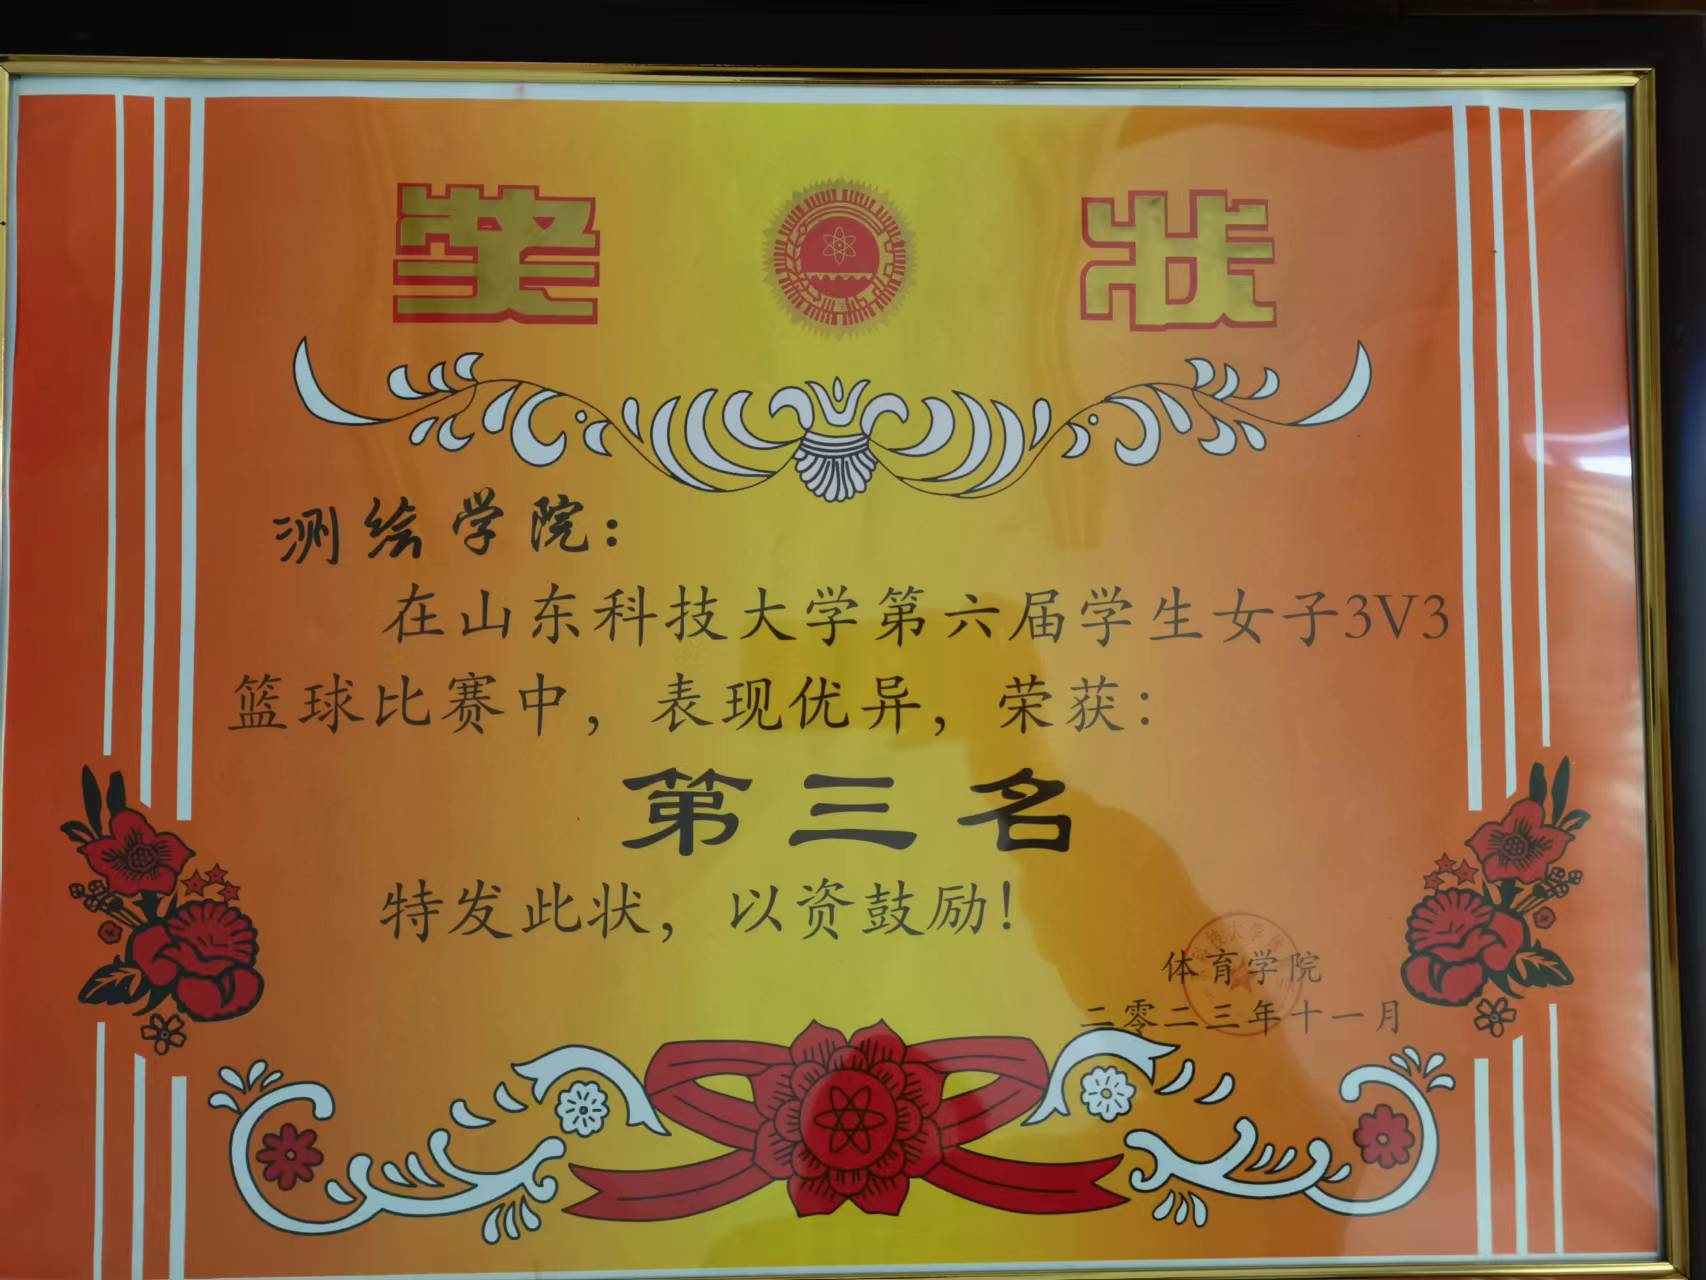 奖状
测绘学院：
在山东科技大学第六届学生女子3V3
篮球比赛中，表现优异，荣获：
第三名
特发此状，以资鼓励！
体育学院
二零二三年十一月